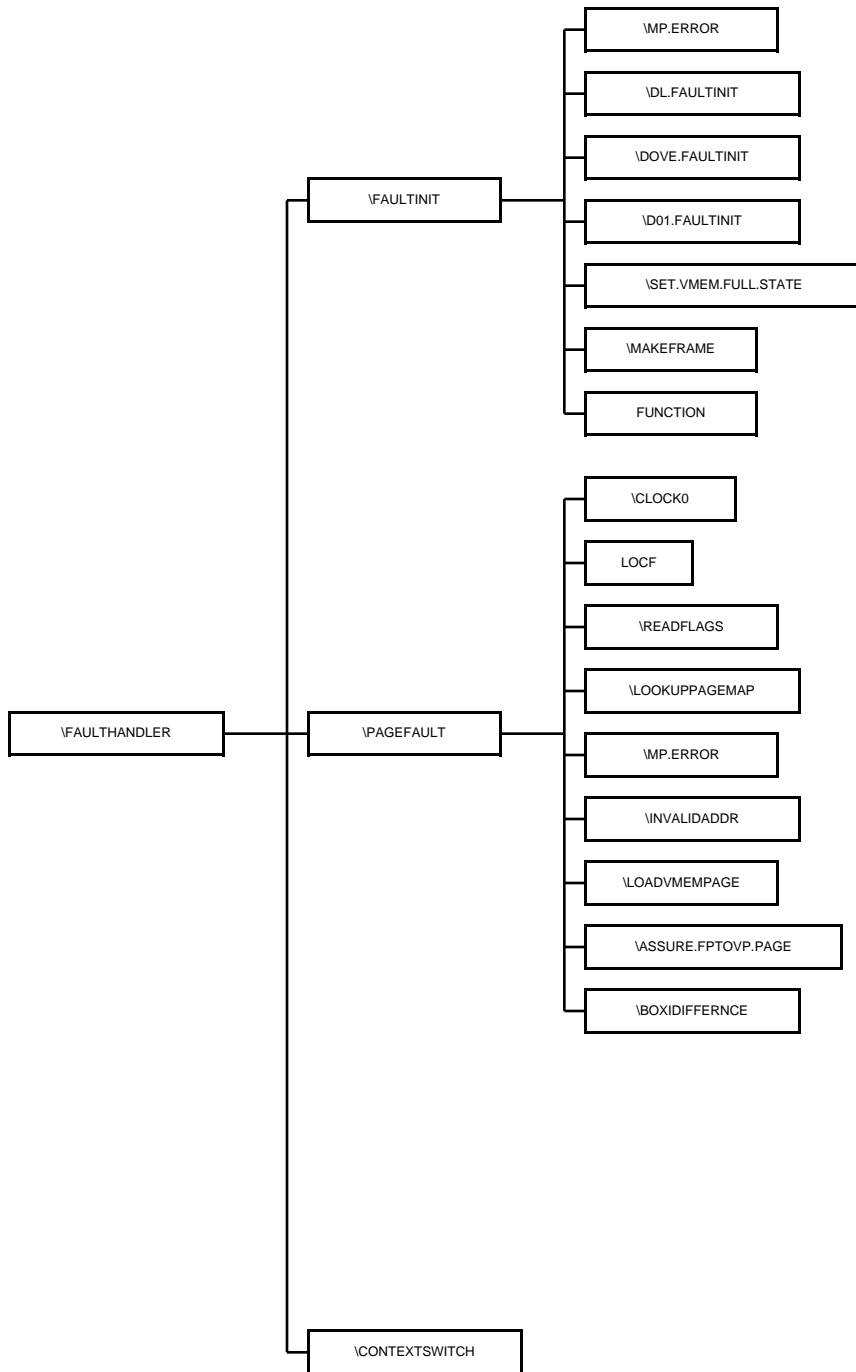 \MP.ERROR
\DL.FAULTINIT
\DOVE.FAULTINIT
\FAULTINIT
\D01.FAULTINIT
\SET.VMEM.FULL.STATE
\MAKEFRAME
FUNCTION
\CLOCK0
LOCF
\READFLAGS
\LOOKUPPAGEMAP
\FAULTHANDLER
\PAGEFAULT
\MP.ERROR
\INVALIDADDR
\LOADVMEMPAGE
\ASSURE.FPTOVP.PAGE
\BOXIDIFFERNCE
\CONTEXTSWITCH